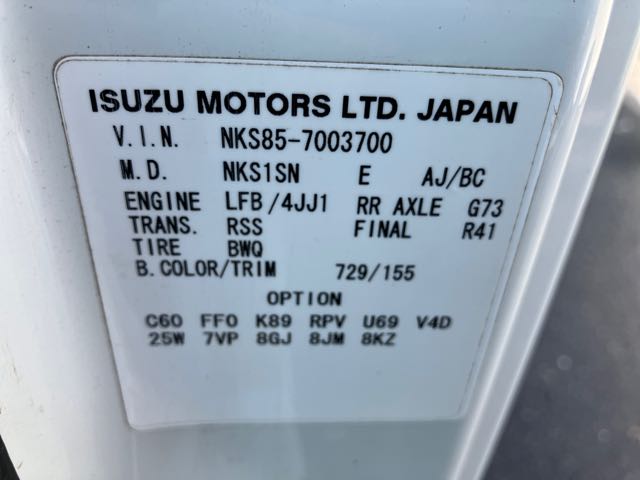 ISUZU MOTORS LTD. JAPAN
V.I.N. NKS85-7003700
M.D. NKS1SN E AJ/BC
ENGINE LFB/4JJ1 RR AXLE G73
TRANS. RSS FINAL R41
TIRE BWQ
B.COLOR/TRIM 729/155
OPTION
C60 FF0 K89 RPV U69 V4D
25W 7VP 8GJ 8JM 8KZ